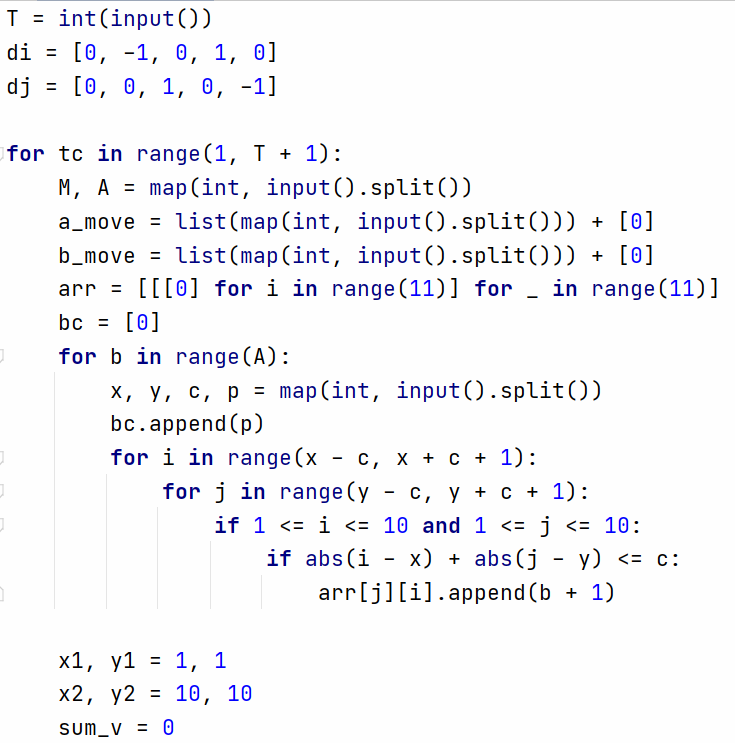 T = int(input())
di = [0, -1, 0, 1, 0]
dj = [0, 0, 1, 0, -1]
for tc in range(1, T + 1):
    M, A = map(int, input().split())
    a_move = list(map(int, input().split())) + [0]
    b_move = list(map(int, input().split())) + [0]
    arr = [[[0] for i in range(11)] for _ in range(11)]
    bc = [0]
    for b in range(A):
        x, y, c, p = map(int, input().split())
        bc.append(p)
        for i in range(x - c, x + c + 1):
            for j in range(y - c, y + c + 1):
                if 1 <= i <= 10 and 1 <= j <= 10:
                    if abs(i - x) + abs(j - y) <= c:
                        arr[j][i].append(b + 1)
    x1, y1 = 1, 1
    x2, y2 = 10, 10
    sum_v = 0